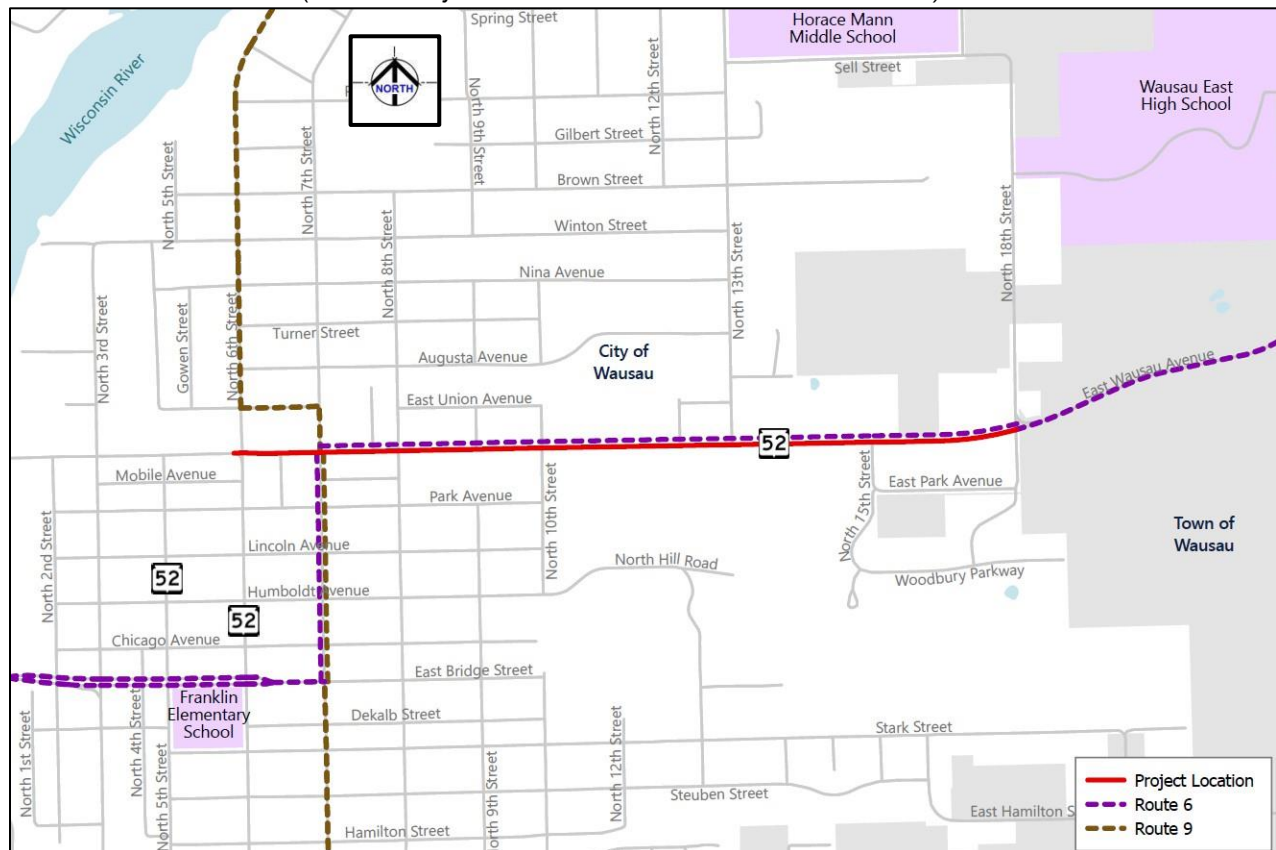 Spring Street
Horace Mann
Middle School
Sell Street
Wausau East
High School
Wisconsin River
NORTH
North 7th Street
North 9th Street
North 12th Street
Gilbert Street
North 5th Street
Brown Street
Winton Street
North 8th Street
North 13th Street
North 18th Street
Nina Avenue
North 3rd Street
Gowen Street
North 6th Street
Turner Street
Augusta Avenue
City of
Wausau
East Wausau Avenue
East Union Avenue
52
Mobile Avenue
Park Avenue
East Park Avenue
North 10th Street
North 15th Street
North 2nd Street
Lincoln Avenue
North Hill Road
Town of
Wausau
Woodbury Parkway
52
Humboldt Avenue
52
Chicago Avenue
East Bridge Street
Franklin
Elementary
School
Dekalb Street
North 1st Street
North 4th Street
North 5th Street
North 9th Street
North 12th Street
Stark Street
Steuben Street
East Hamilton S
Hamilton Street
Project Location
Route 6
Route 9